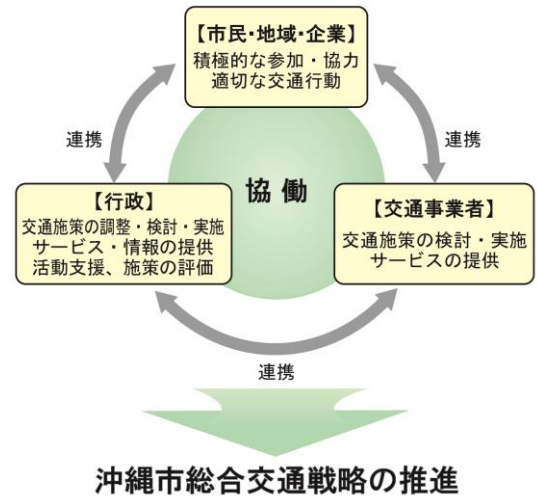 【市民・地域・企業】
積極的な参加・協力
適切な交通行動
連携
連携
協働
【行政】
交通施策の調整・検討・実施
サービス・情報の提供
活動支援、施策の評価
【交通事業者】
交通施策の検討・実施
サービスの提供
連携
沖縄市総合交通戦略の推進